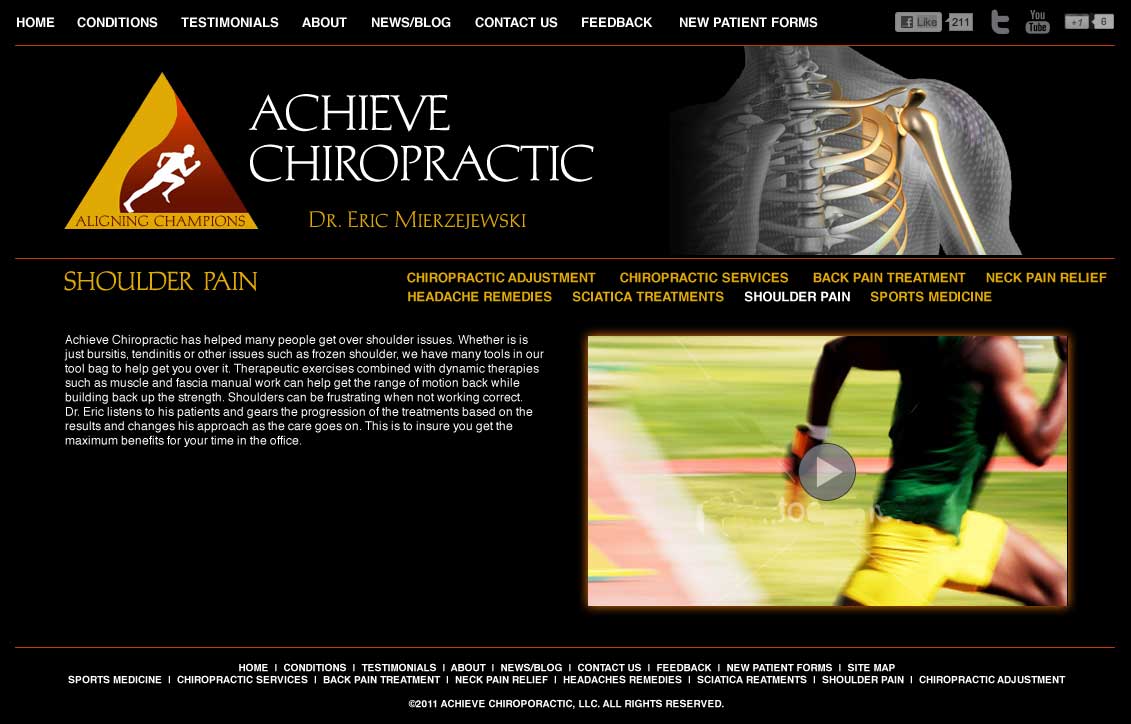 HOME CONDITIONS TESTIMONIALS ABOUT NEWS/BLOG CONTACT US FEEDBACK NEW PATIENT FORMS Like 211 You Tube +1 6
ACHIEVE
CHIROPRACTIC
ALIGNING CHAMPIONS
DR. ERIC MIERZEJEWSKI
SHOULDER PAIN
CHIROPRACTIC ADJUSTMENT CHIROPRACTIC SERVICES BACK PAIN TREATMENT NECK PAIN RELIEF
HEADACHE REMEDIES SCIATICA TREATMENTS SHOULDER PAIN SPORTS MEDICINE
Achieve Chiropractic has helped many people get over shoulder issues. Whether is is
just bursitis, tendinitis or other issues such as frozen shoulder, we have many tools in our
tool bag to help get you over it. Therapeutic exercises combined with dynamic therapies
such as muscle and fascia manual work can help get the range of motion back while
building back up the strength. Shoulders can be frustrating when not working correct.
Dr. Eric listens to his patients and gears the progression of the treatments based on the
results and changes his approach as the care goes on. This is to insure you get the
maximum benefits for your time in the office.
HOME | CONDITIONS | TESTIMONIALS | ABOUT | NEWS/BLOG | CONTACT US | FEEDBACK | NEW PATIENT FORMS | SITE MAP
SPORTS MEDICINE | CHIROPRACTIC SERVICES | BACK PAIN TREATMENT | NECK PAIN RELIEF | HEADACHES REMEDIES | SCIATICA REATMENTS | SHOULDER PAIN | CHIROPRACTIC ADJUSTMENT
©2011 ACHIEVE CHIROPORACTIC, LLC. ALL RIGHTS RESERVED.